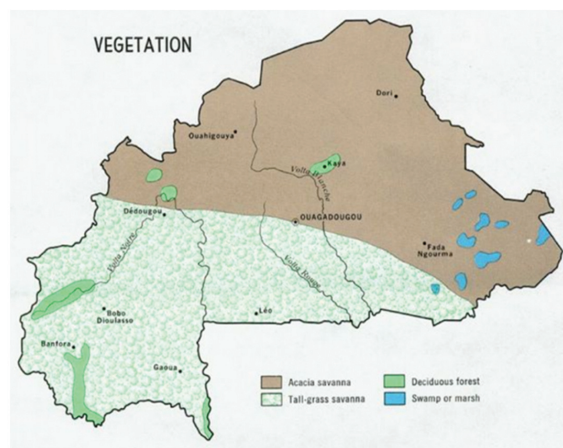 VEGETATION
Dori
Ouahigouya
Kaya
Volta Blanche
Dédougou
OUAGADOUGOU
Fada
Ngourma
Volta Noire
Volta Rouge
Bobo
Dioulasso
Léo
Banfora
Gaoua
Acacia savanna
Deciduous forest
Tall-grass savanna
Swamp or marsh